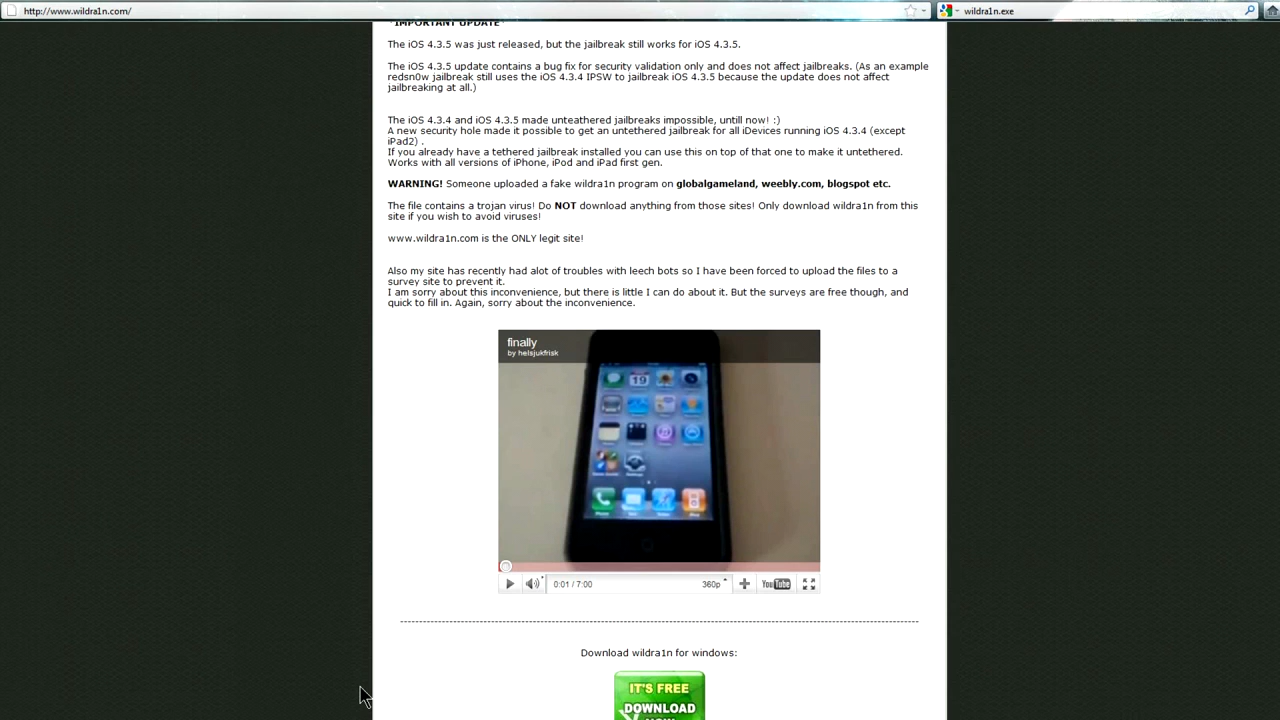 http://www.wildra1n.com/
wildra1n.exe
*IMPORTANT UPDATE*
The iOS 4.3.5 was just released, but the jailbreak still works for iOS 4.3.5.
The iOS 4.3.5 update contains a bug fix for security validation only and does not affect jailbreaks. (As an example
redsn0w jailbreak still uses the iOS 4.3.4 IPSW to jailbreak iOS 4.3.5 because the update does not affect
jailbreaking at all.)
The iOS 4.3.4 and iOS 4.3.5 made unteathered jailbreaks impossible, untill now! :)
A new security hole made it possible to get an untethered jailbreak for all iDevices running iOS 4.3.4 (except
iPad2) .
If you already have a tethered jailbreak installed you can use this on top of that one to make it untethered.
Works with all versions of iPhone, iPod and iPad first gen.
WARNING! Someone uploaded a fake wildra1n program on globalgameland, weebly.com, blogspot etc.
The file contains a trojan virus! Do NOT download anything from those sites! Only download wildra1n from this
site if you wish to avoid viruses!
www.wildra1n.com is the ONLY legit site!
Also my site has recently had alot of troubles with leech bots so I have been forced to upload the files to a
survey site to prevent it.
I am sorry about this inconvenience, but there is little I can do about it. But the surveys are free though, and
quick to fill in. Again, sorry about the inconvenience.
finally
by helsjukfrisk
19
0:01 / 7:00
360p
YouTube
Download wildra1n for windows:
IT'S FREE
DOWNLOAD
NOW